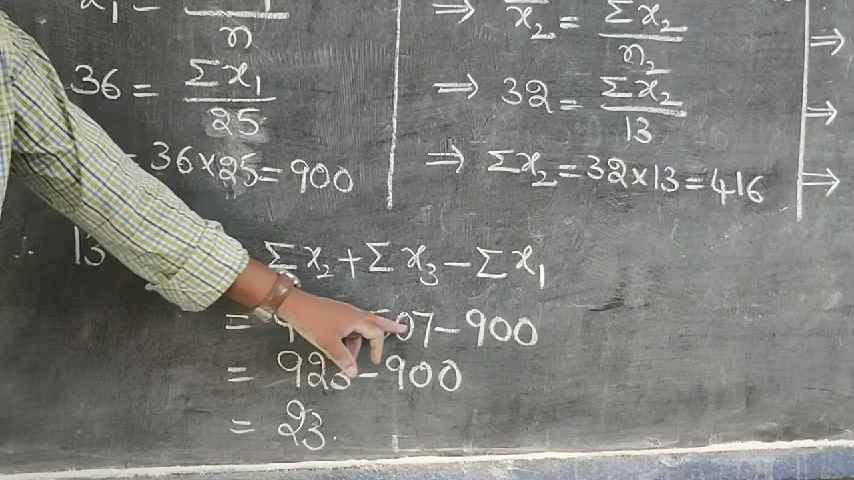 n
36 = Σx₁ / 25
= 36×25 = 900
⇒ x̄₂ = Σx₂ / n₂
⇒ 32 = Σx₂ / 13
⇒ Σx₂ = 32×13 = 416
⇒
⇒
⇒
∴ 13
Σx₂ + Σx₃ − Σx₁
= 07 − 900
= 923 − 900
= 23.